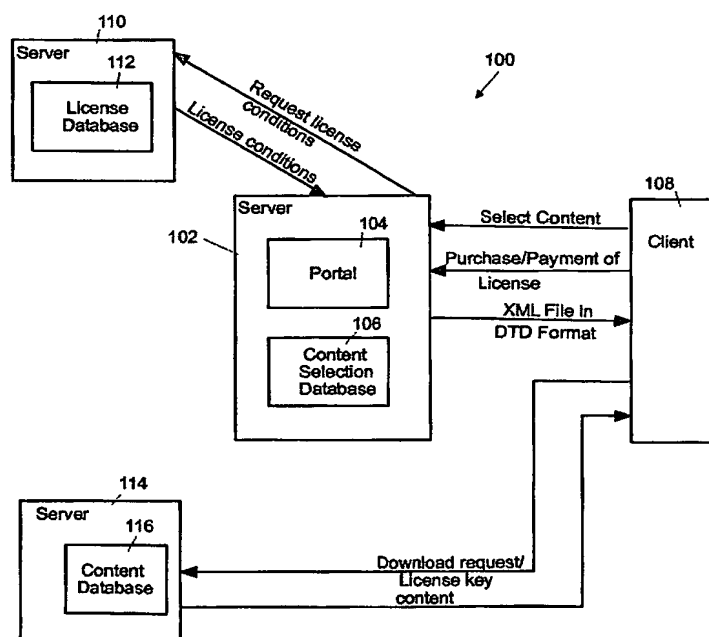 110
Server
112
License
Database
100
Request license
conditions
License conditions
108
Client
Server
102
104
Portal
106
Content
Selection
Database
Select Content
Purchase/Payment of
License
XML File in
DTD Format
114
Server
116
Content
Database
Download request/
License key
content